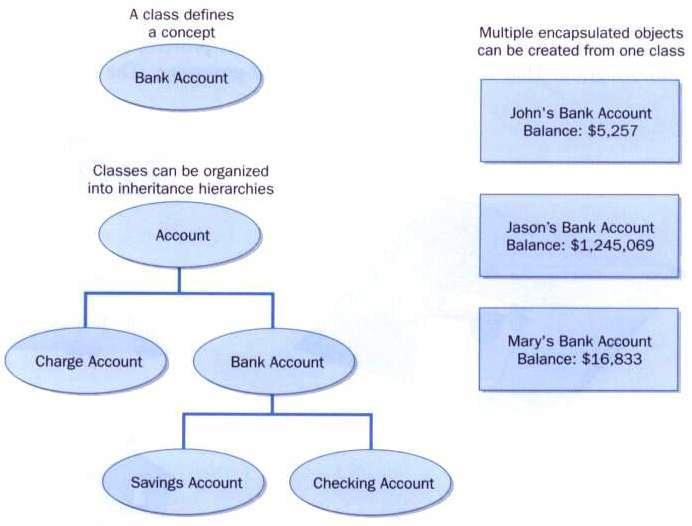 A class defines
a concept
Bank Account
Classes can be organized
into inheritance hierarchies
Account
Charge Account
Bank Account
Savings Account
Checking Account
Multiple encapsulated objects
can be created from one class
John's Bank Account
Balance: $5,257
Jason's Bank Account
Balance: $1,245,069
Mary's Bank Account
Balance: $16,833